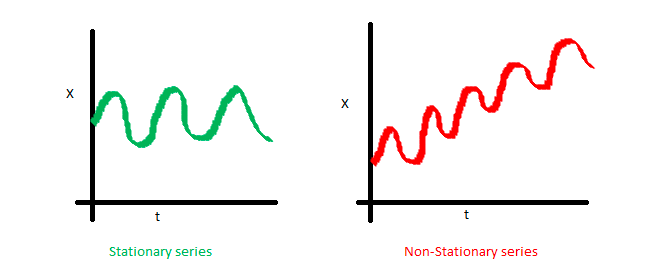 X
t
Stationary series
X
t
Non-Stationary series